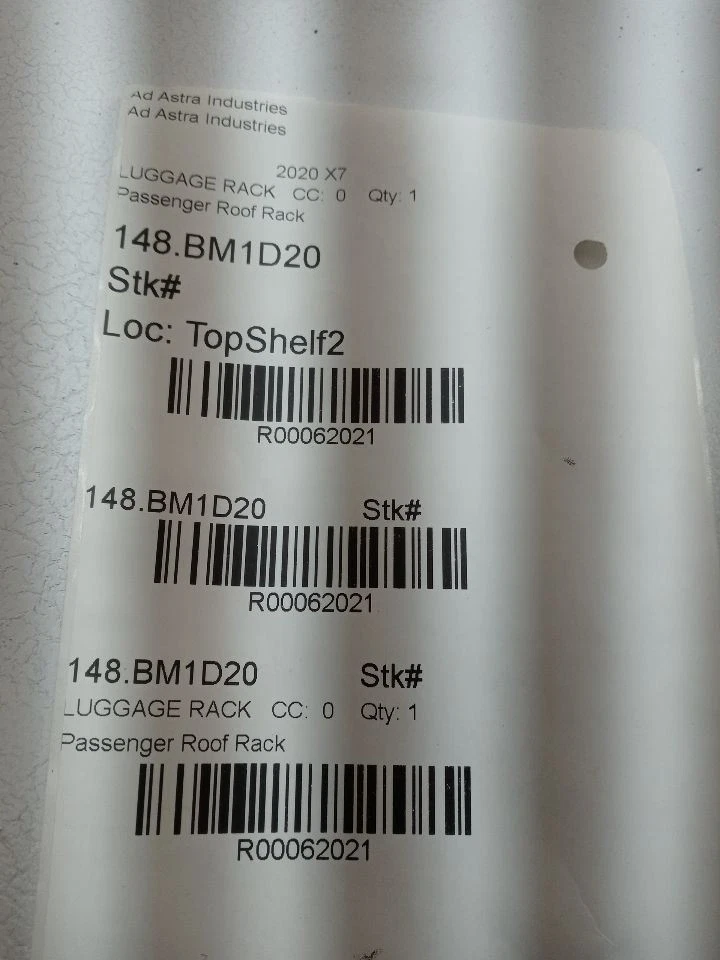 Ad Astra Industries
Ad Astra Industries
2020 X7
LUGGAGE RACK CC: 0 Qty: 1
Passenger Roof Rack
148.BM1D20
Stk#
Loc: TopShelf2
R00062021
148.BM1D20 Stk#
R00062021
148.BM1D20 Stk#
LUGGAGE RACK CC: 0 Qty: 1
Passenger Roof Rack
R00062021